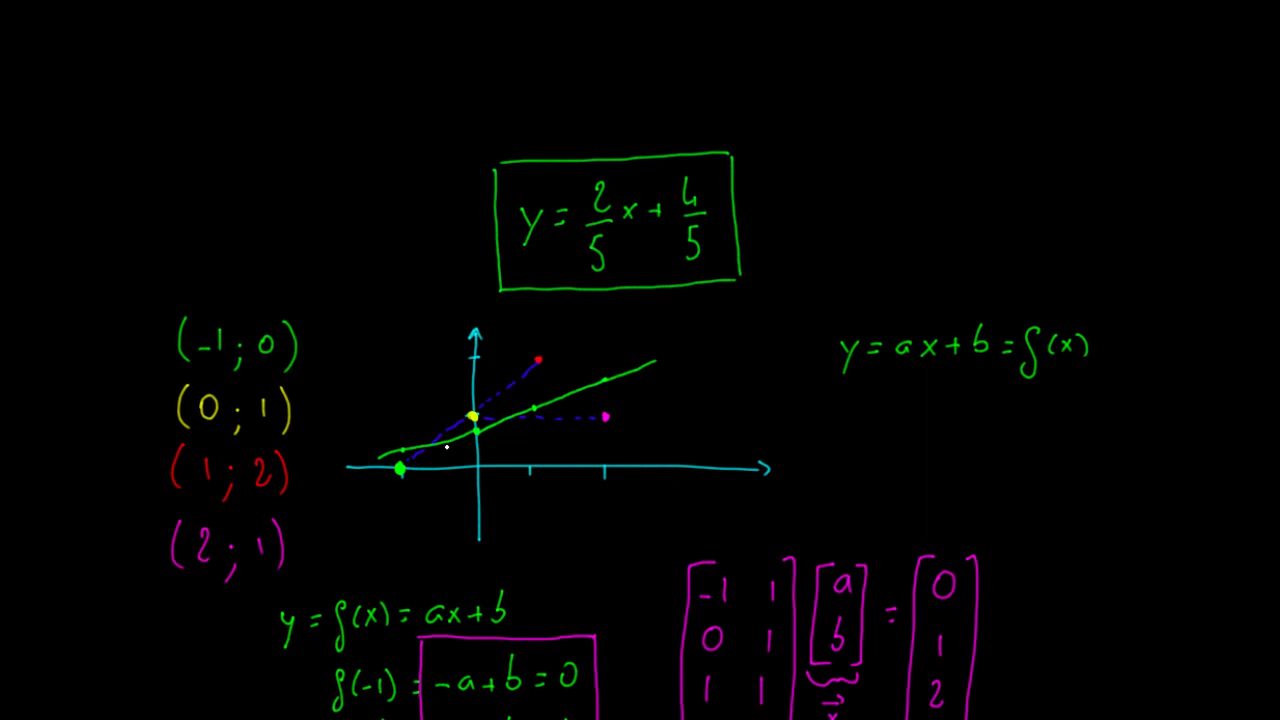 y = 2/5 x + 4/5
(-1 ; 0)
(0 ; 1)
(1 ; 2)
(2 ; 1)
y = ax + b = f(x)
y = f(x) = ax + b
f(-1) = -a + b = 0
[-1 1] [a] = [0]
[0 1] [b] [1]
[1 1] [2]
x